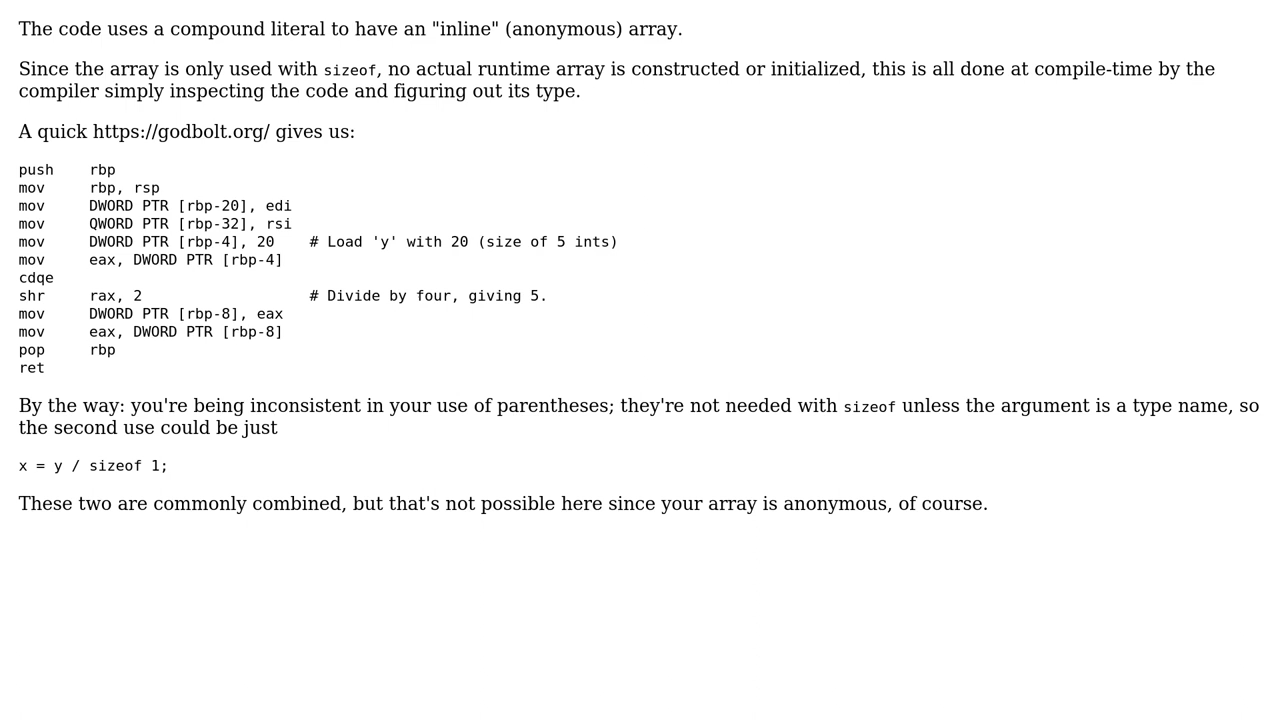 The code uses a compound literal to have an "inline" (anonymous) array.
Since the array is only used with sizeof, no actual runtime array is constructed or initialized, this is all done at compile-time by the
compiler simply inspecting the code and figuring out its type.
A quick https://godbolt.org/ gives us:
push    rbp
mov     rbp, rsp
mov     DWORD PTR [rbp-20], edi
mov     QWORD PTR [rbp-32], rsi
mov     DWORD PTR [rbp-4], 20    # Load 'y' with 20 (size of 5 ints)
mov     eax, DWORD PTR [rbp-4]
cdqe
shr     rax, 2                   # Divide by four, giving 5.
mov     DWORD PTR [rbp-8], eax
mov     eax, DWORD PTR [rbp-8]
pop     rbp
ret
By the way: you're being inconsistent in your use of parentheses; they're not needed with sizeof unless the argument is a type name, so
the second use could be just
x = y / sizeof 1;
These two are commonly combined, but that's not possible here since your array is anonymous, of course.